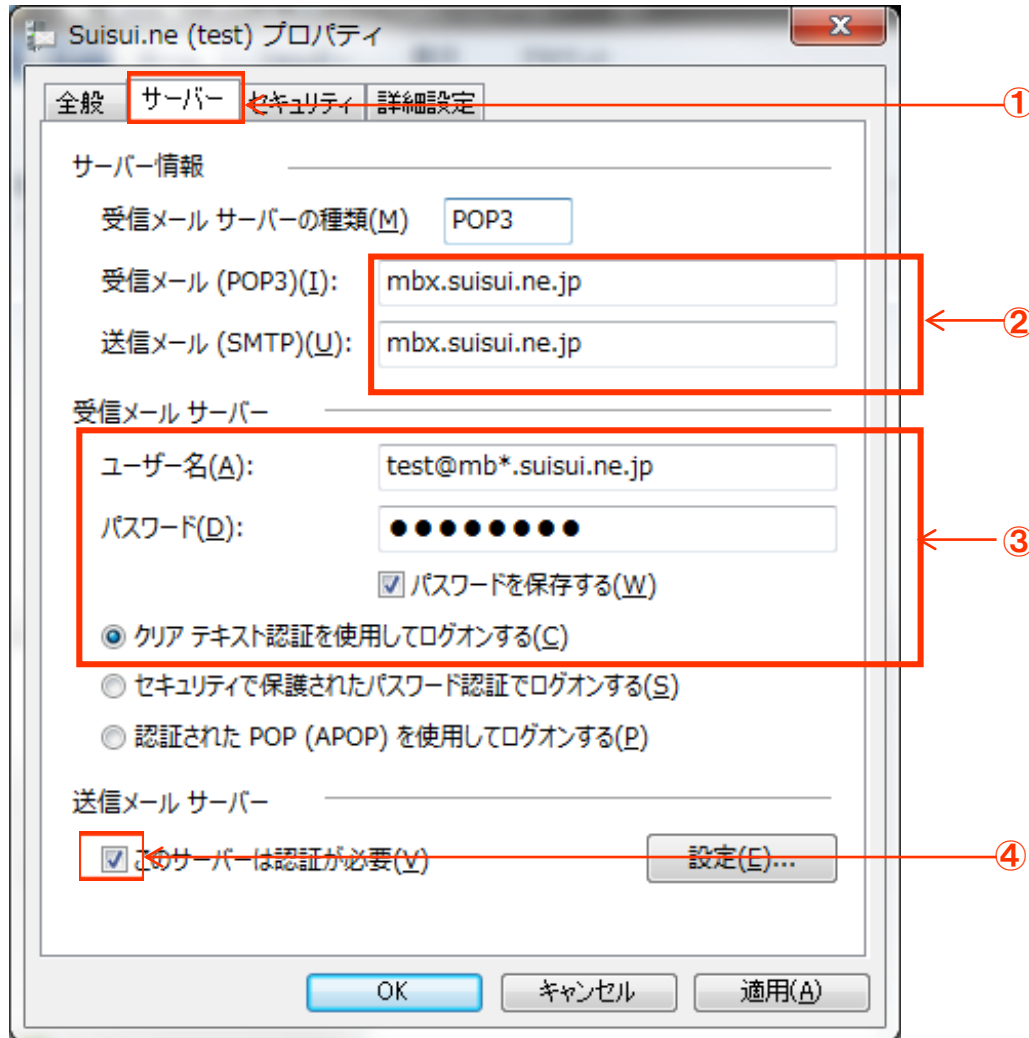 Suisui.ne (test) プロパティ
全般 サーバー セキュリティ 詳細設定
①
サーバー情報
受信メール サーバーの種類(M) POP3
受信メール (POP3)(I): mbx.suisui.ne.jp
②
送信メール (SMTP)(U): mbx.suisui.ne.jp
受信メール サーバー
ユーザー名(A): test@mb*.suisui.ne.jp
パスワード(D): ●●●●●●●●
③
パスワードを保存する(W)
クリア テキスト認証を使用してログオンする(C)
セキュリティで保護されたパスワード認証でログオンする(S)
認証された POP (APOP) を使用してログオンする(P)
送信メール サーバー
このサーバーは認証が必要(V) 設定(E)...
④
OK キャンセル 適用(A)